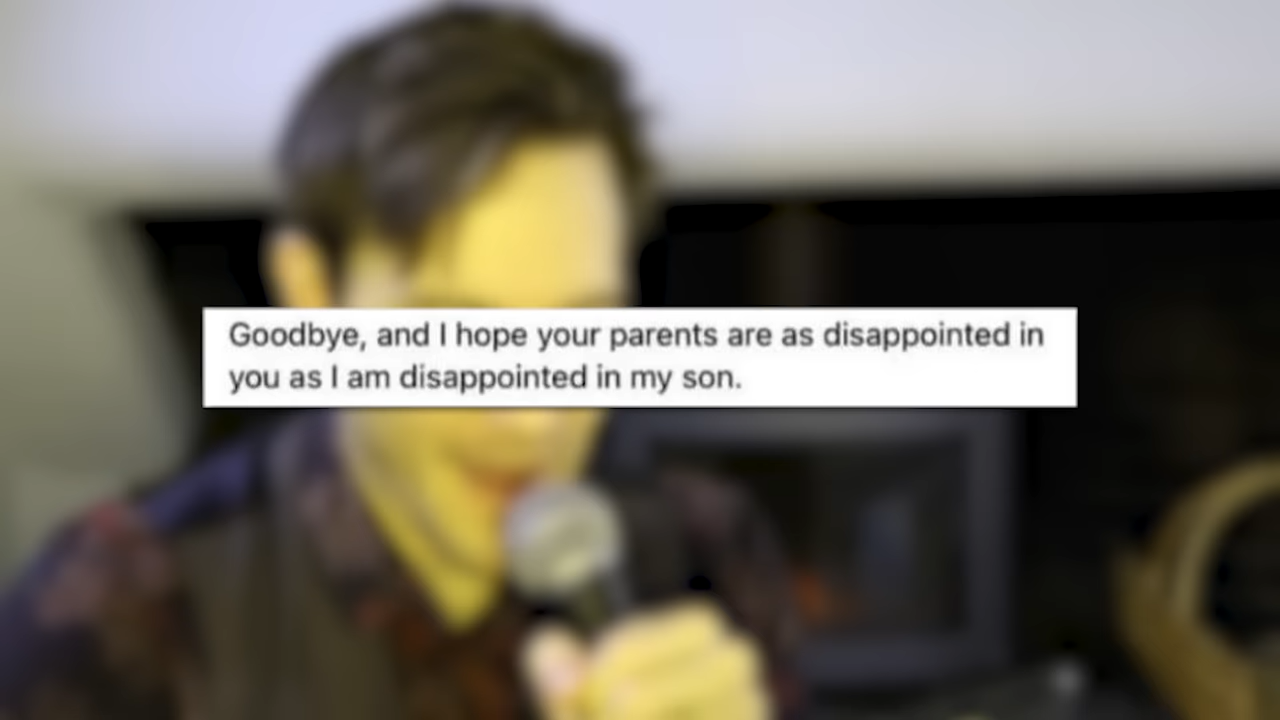 Goodbye, and I hope your parents are as disappointed in
you as I am disappointed in my son.